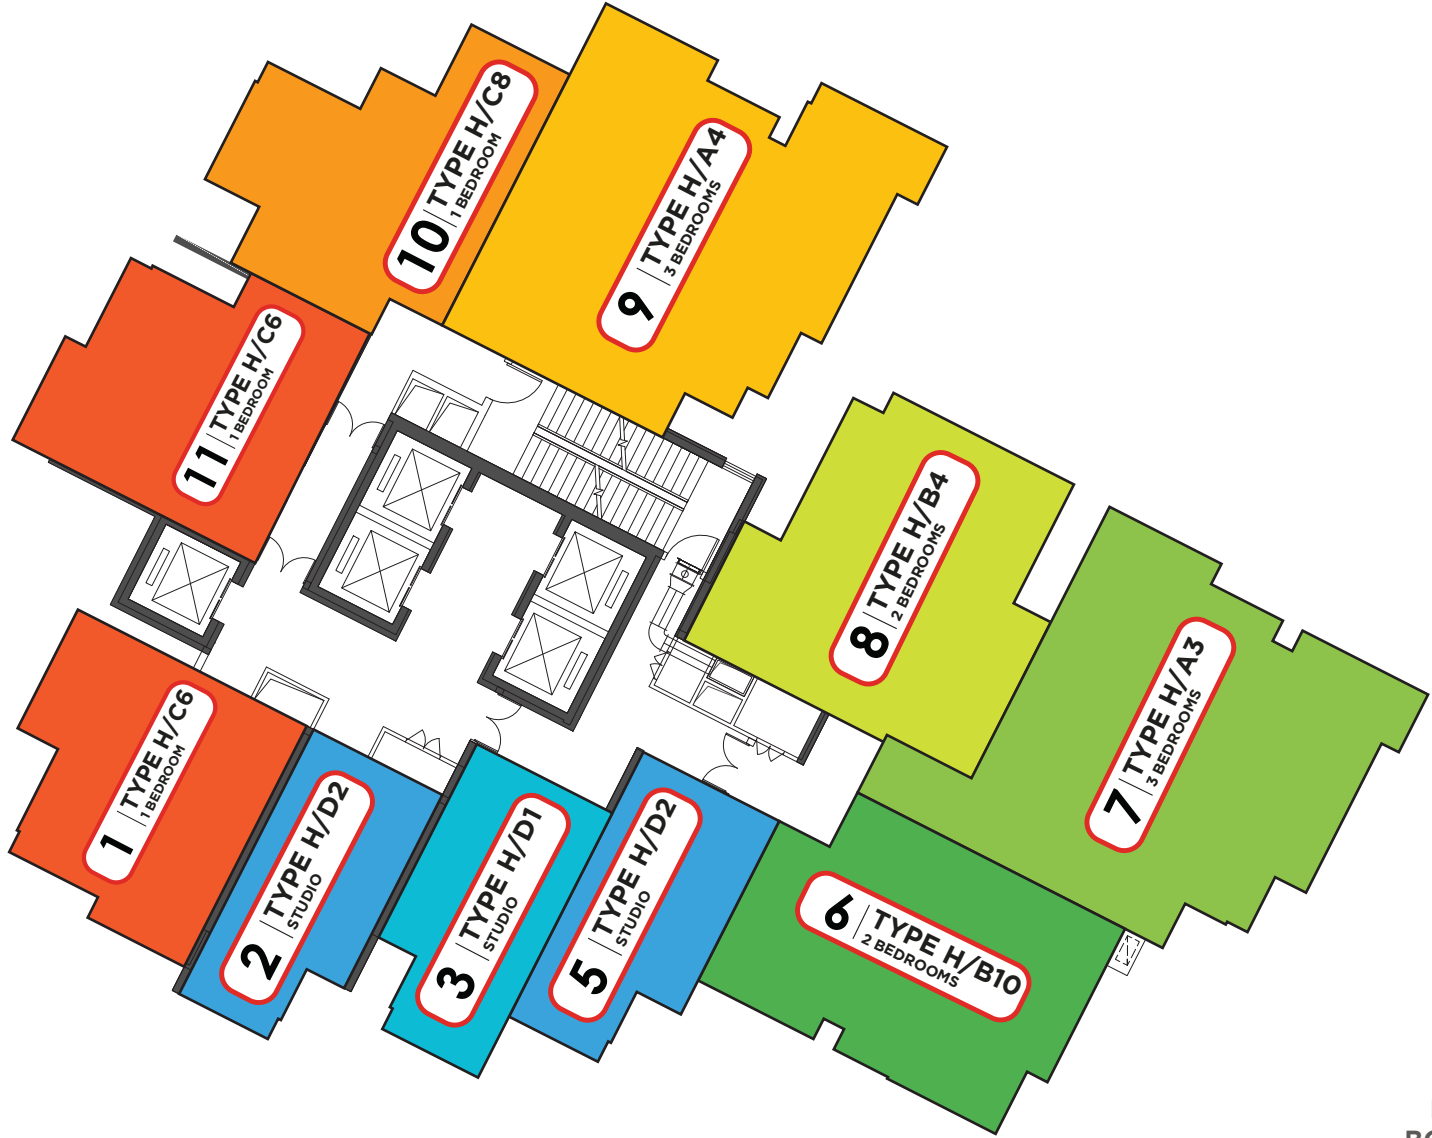 10 TYPE H/C8
1 BEDROOM
9 TYPE H/A4
3 BEDROOMS
11 TYPE H/C6
1 BEDROOM
8 TYPE H/B4
2 BEDROOMS
7 TYPE H/A3
3 BEDROOMS
1 TYPE H/C6
1 BEDROOM
2 TYPE H/D2
STUDIO
3 TYPE H/D1
STUDIO
5 TYPE H/D2
STUDIO
6 TYPE H/B10
2 BEDROOMS